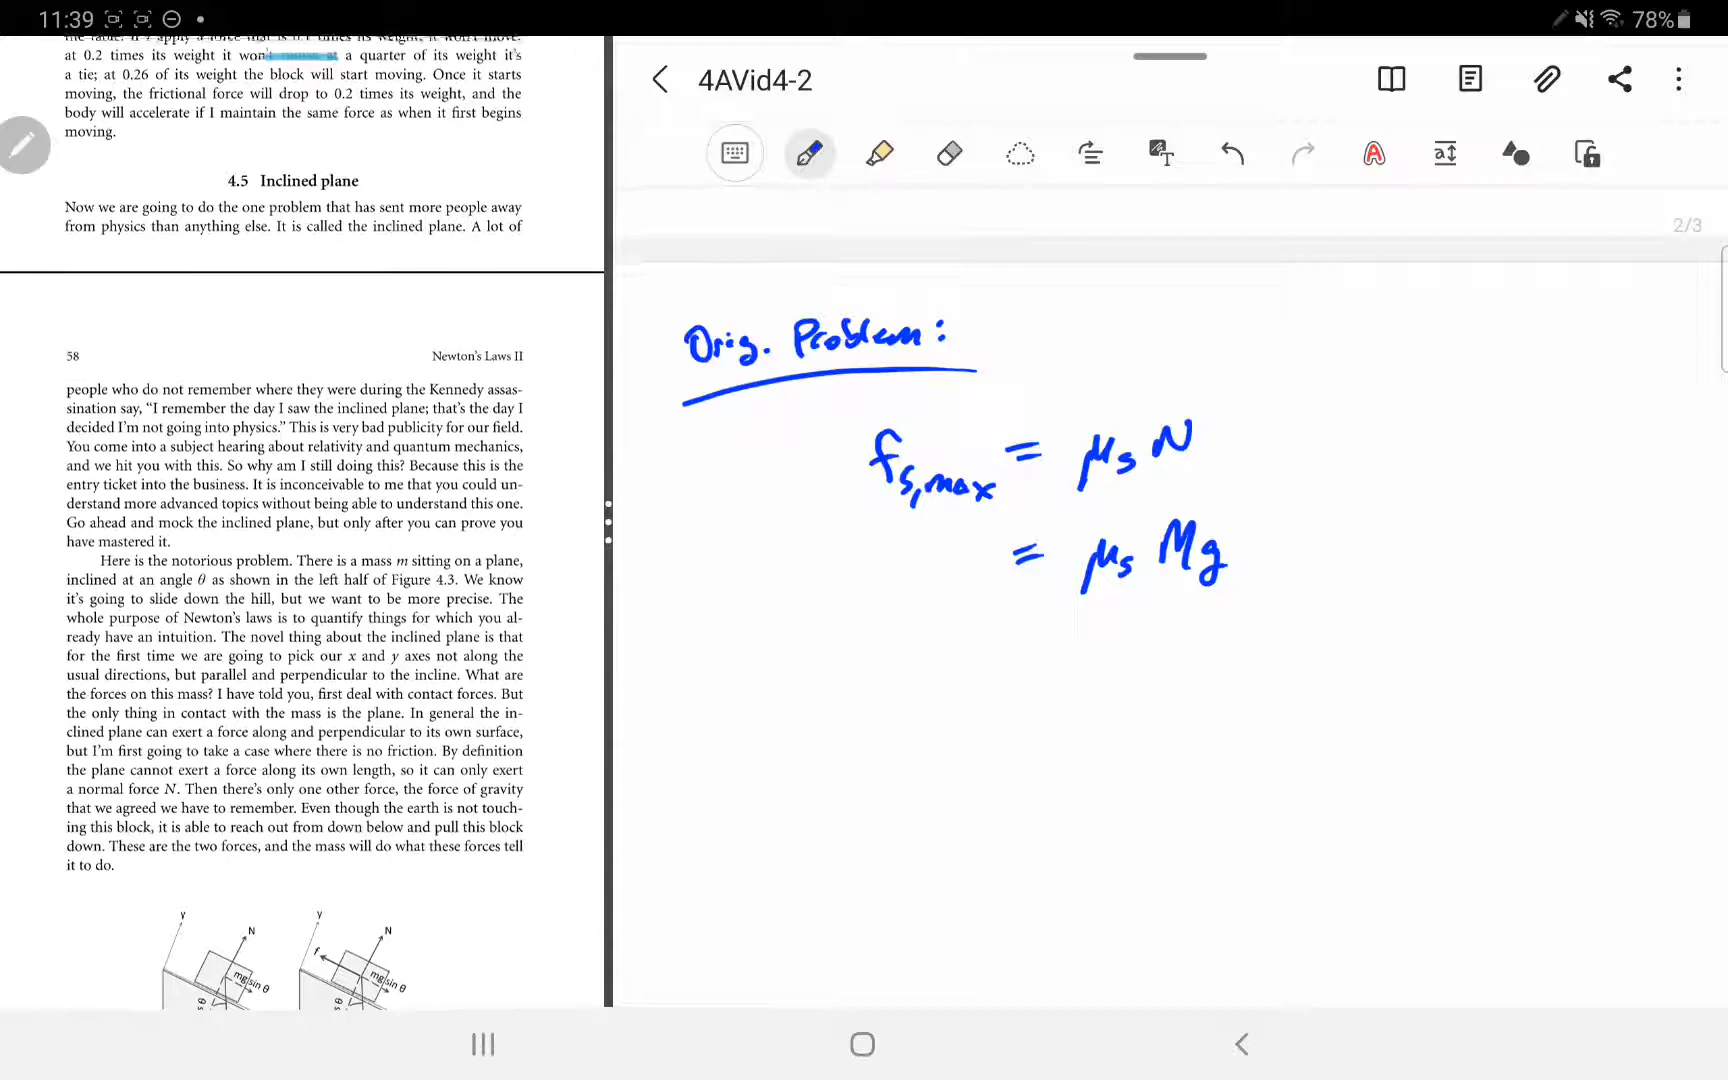 11:39
78%
the table. If I apply a force that is 0.1 times its weight, it won't move.
at 0.2 times its weight it won't a quarter of its weight it's
a tie; at 0.26 of its weight the block will start moving. Once it starts
moving, the frictional force will drop to 0.2 times its weight, and the
body will accelerate if I maintain the same force as when it first begins
moving.
4.5 Inclined plane
Now we are going to do the one problem that has sent more people away
from physics than anything else. It is called the inclined plane. A lot of
58 Newton's Laws II
people who do not remember where they were during the Kennedy assas-
sination say, “I remember the day I saw the inclined plane; that's the day I
decided I'm not going into physics.” This is very bad publicity for our field.
You come into a subject hearing about relativity and quantum mechanics,
and we hit you with this. So why am I still doing this? Because this is the
entry ticket into the business. It is inconceivable to me that you could un-
derstand more advanced topics without being able to understand this one.
Go ahead and mock the inclined plane, but only after you can prove you
have mastered it.
Here is the notorious problem. There is a mass m sitting on a plane,
inclined at an angle θ as shown in the left half of Figure 4.3. We know
it's going to slide down the hill, but we want to be more precise. The
whole purpose of Newton's laws is to quantify things for which you al-
ready have an intuition. The novel thing about the inclined plane is that
for the first time we are going to pick our x and y axes not along the
usual directions, but parallel and perpendicular to the incline. What are
the forces on this mass? I have told you, first deal with contact forces. But
the only thing in contact with the mass is the plane. In general the in-
clined plane can exert a force along and perpendicular to its own surface,
but I'm first going to take a case where there is no friction. By definition
the plane cannot exert a force along its own length, so it can only exert
a normal force N. Then there's only one other force, the force of gravity
that we agreed we have to remember. Even though the earth is not touch-
ing this block, it is able to reach out from down below and pull this block
down. These are the two forces, and the mass will do what these forces tell
it to do.
y N mg sin θ θ
y N f mg sin θ θ
4AVid4-2
2/3
Orig. Problem:
f_{s,max} = μ_s N
= μ_s Mg